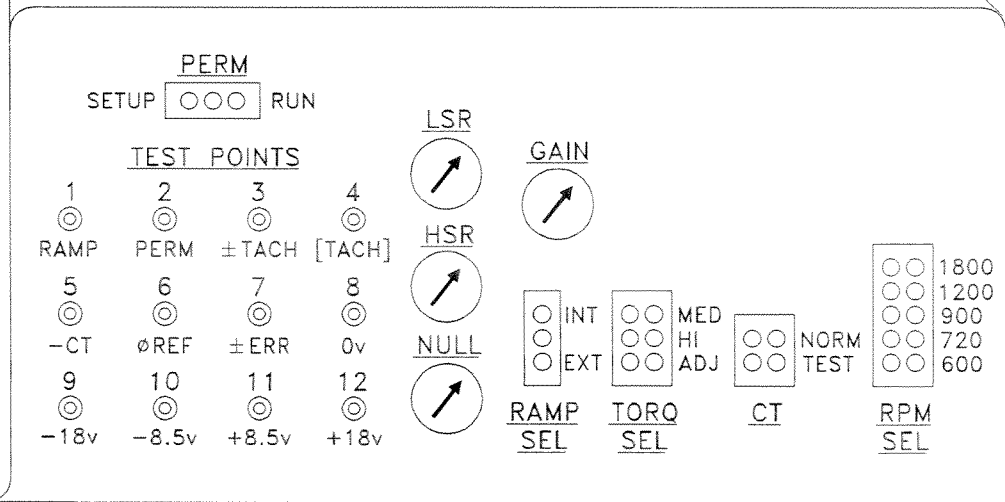 PERM
SETUP RUN
TEST POINTS
1 2 3 4
RAMP PERM ±TACH [TACH]
5 6 7 8
-CT øREF ±ERR 0v
9 10 11 12
-18v -8.5v +8.5v +18v
LSR
HSR
NULL
GAIN
INT
EXT
RAMP
SEL
MED
HI
ADJ
TORQ
SEL
NORM
TEST
CT
1800
1200
900
720
600
RPM
SEL